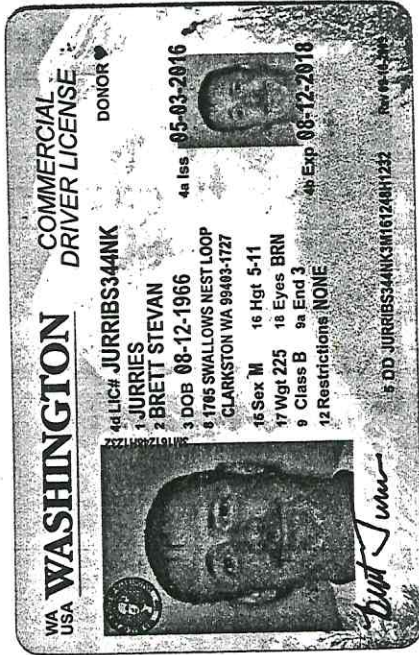 WA
USA
WASHINGTON
COMMERCIAL
DRIVER LICENSE
DONOR
4d LIC# JURRIBS344NK
1 JURRIES
2 BRETT STEVAN
3 DOB 08-12-1966
8 1705 SWALLOWS NEST LOOP
CLARKSTON WA 99403-1727
15 Sex M 16 Hgt 5-11
17 Wgt 225 18 Eyes BRN
9 Class B 9a End 3
12 Restrictions NONE
4a Iss 05-03-2016
4b Exp 08-12-2018
5 DD JURRIBS344NK3M161248H1232
3M161248H1232